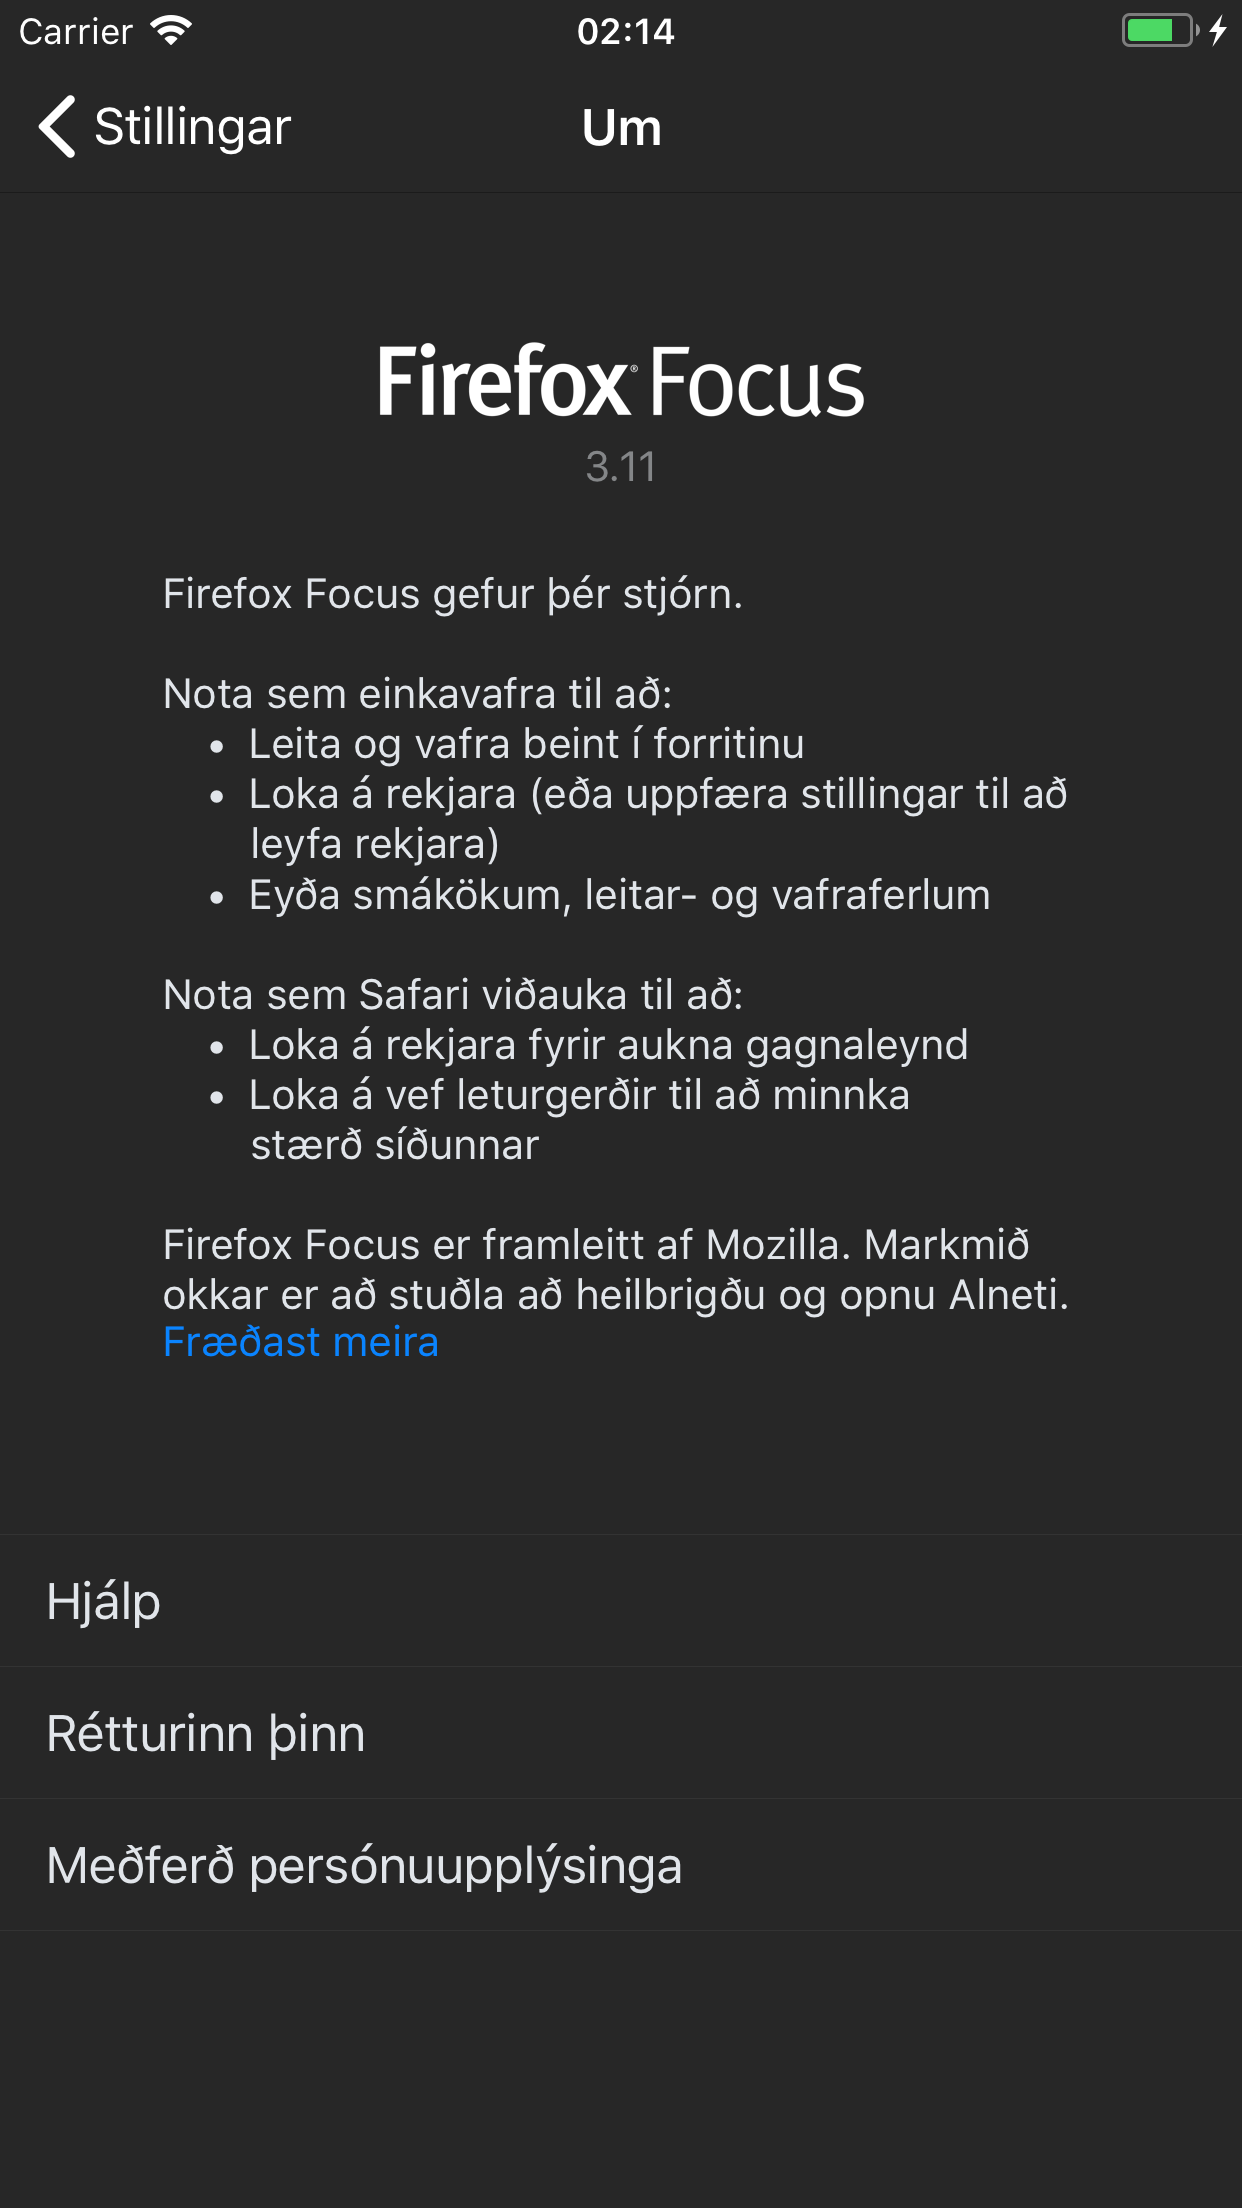 Carrier 02:14
Stillingar Um
Firefox® Focus
3.11
Firefox Focus gefur þér stjórn.
Nota sem einkavafra til að:
• Leita og vafra beint í forritinu
• Loka á rekjara (eða uppfæra stillingar til að
leyfa rekjara)
• Eyða smákökum, leitar- og vafraferlum
Nota sem Safari viðauka til að:
• Loka á rekjara fyrir aukna gagnaleynd
• Loka á vef leturgerðir til að minnka
stærð síðunnar
Firefox Focus er framleitt af Mozilla. Markmið
okkar er að stuðla að heilbrigðu og opnu Alneti.
Fræðast meira
Hjálp
Rétturinn þinn
Meðferð persónuupplýsinga